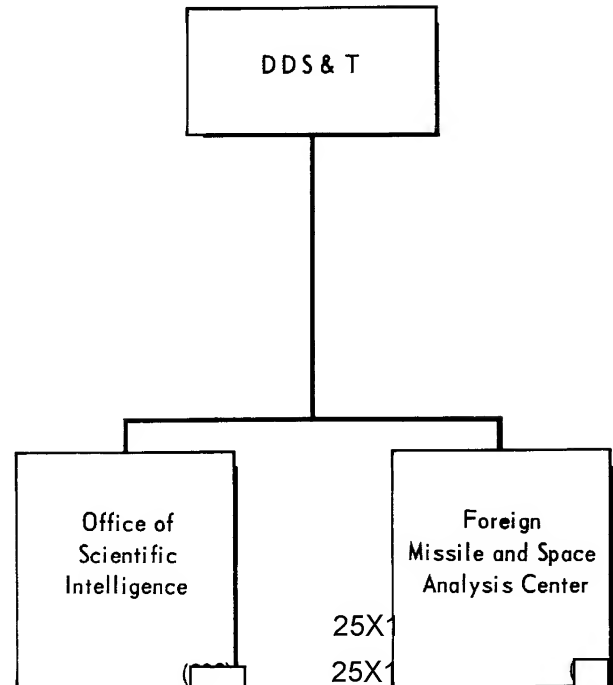 DDS & T
Office of
Scientific
Intelligence
Foreign
Missile and Space
Analysis Center
25X1
25X1